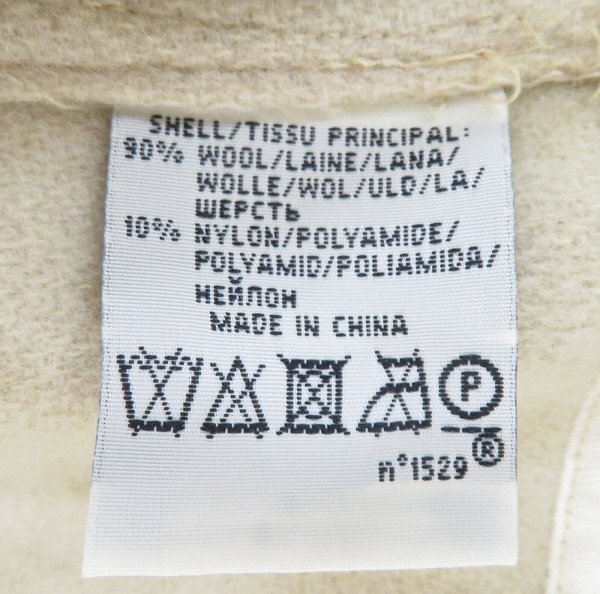 SHELL/TISSU PRINCIPAL:
90% WOOL/LAINE/LANA/
WOLLE/WOL/ULD/LA/
ШЕРСТЬ
10% NYLON/POLYAMIDE/
POLYAMID/POLIAMIDA/
НЕЙЛОН
MADE IN CHINA
P
®
n°1529